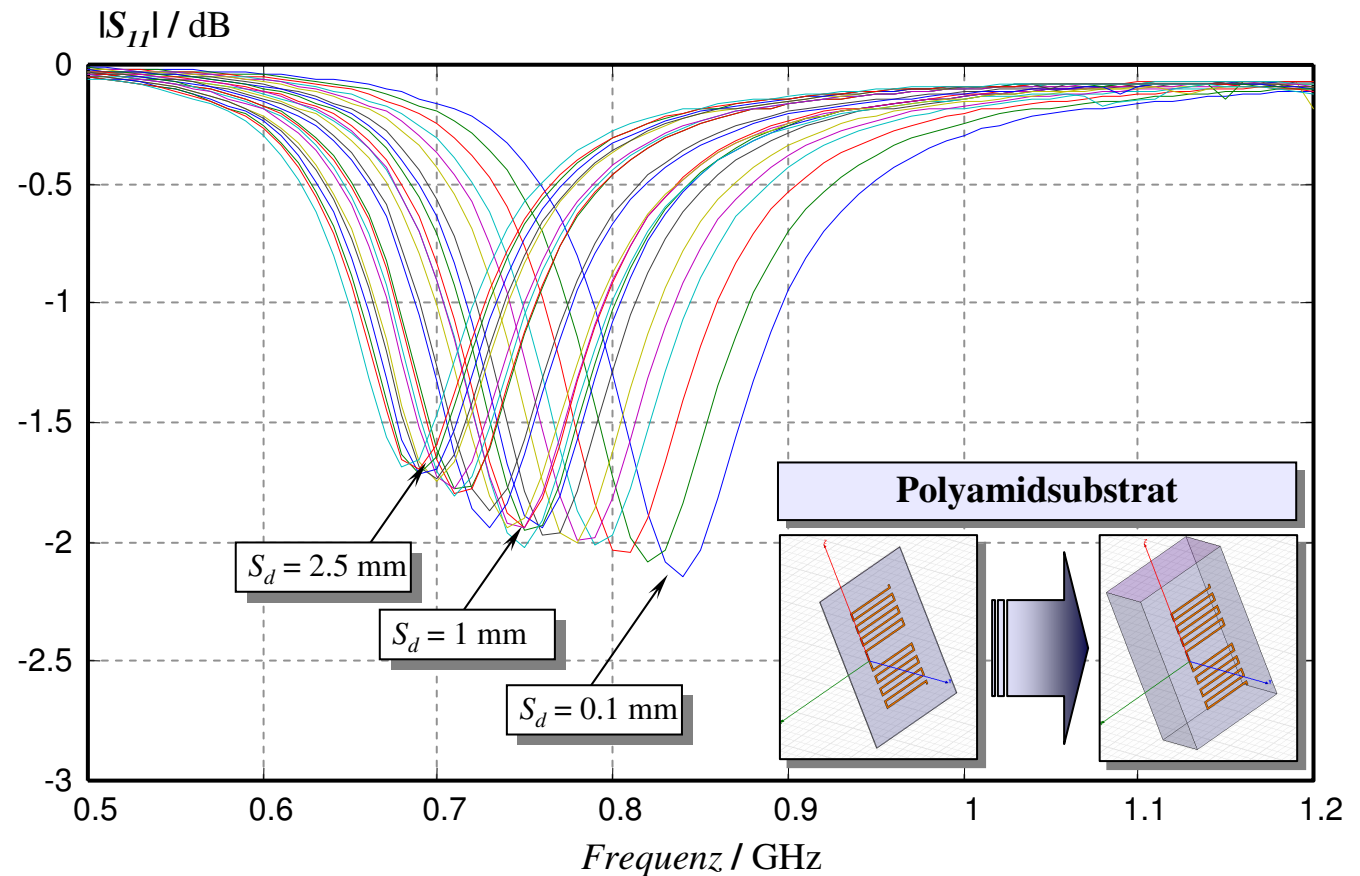 |S11| / dB
0
-0.5
-1
-1.5
-2
-2.5
-3
0.5 0.6 0.7 0.8 0.9 1 1.1 1.2
Frequenz / GHz
Sd = 2.5 mm
Sd = 1 mm
Sd = 0.1 mm
Polyamidsubstrat